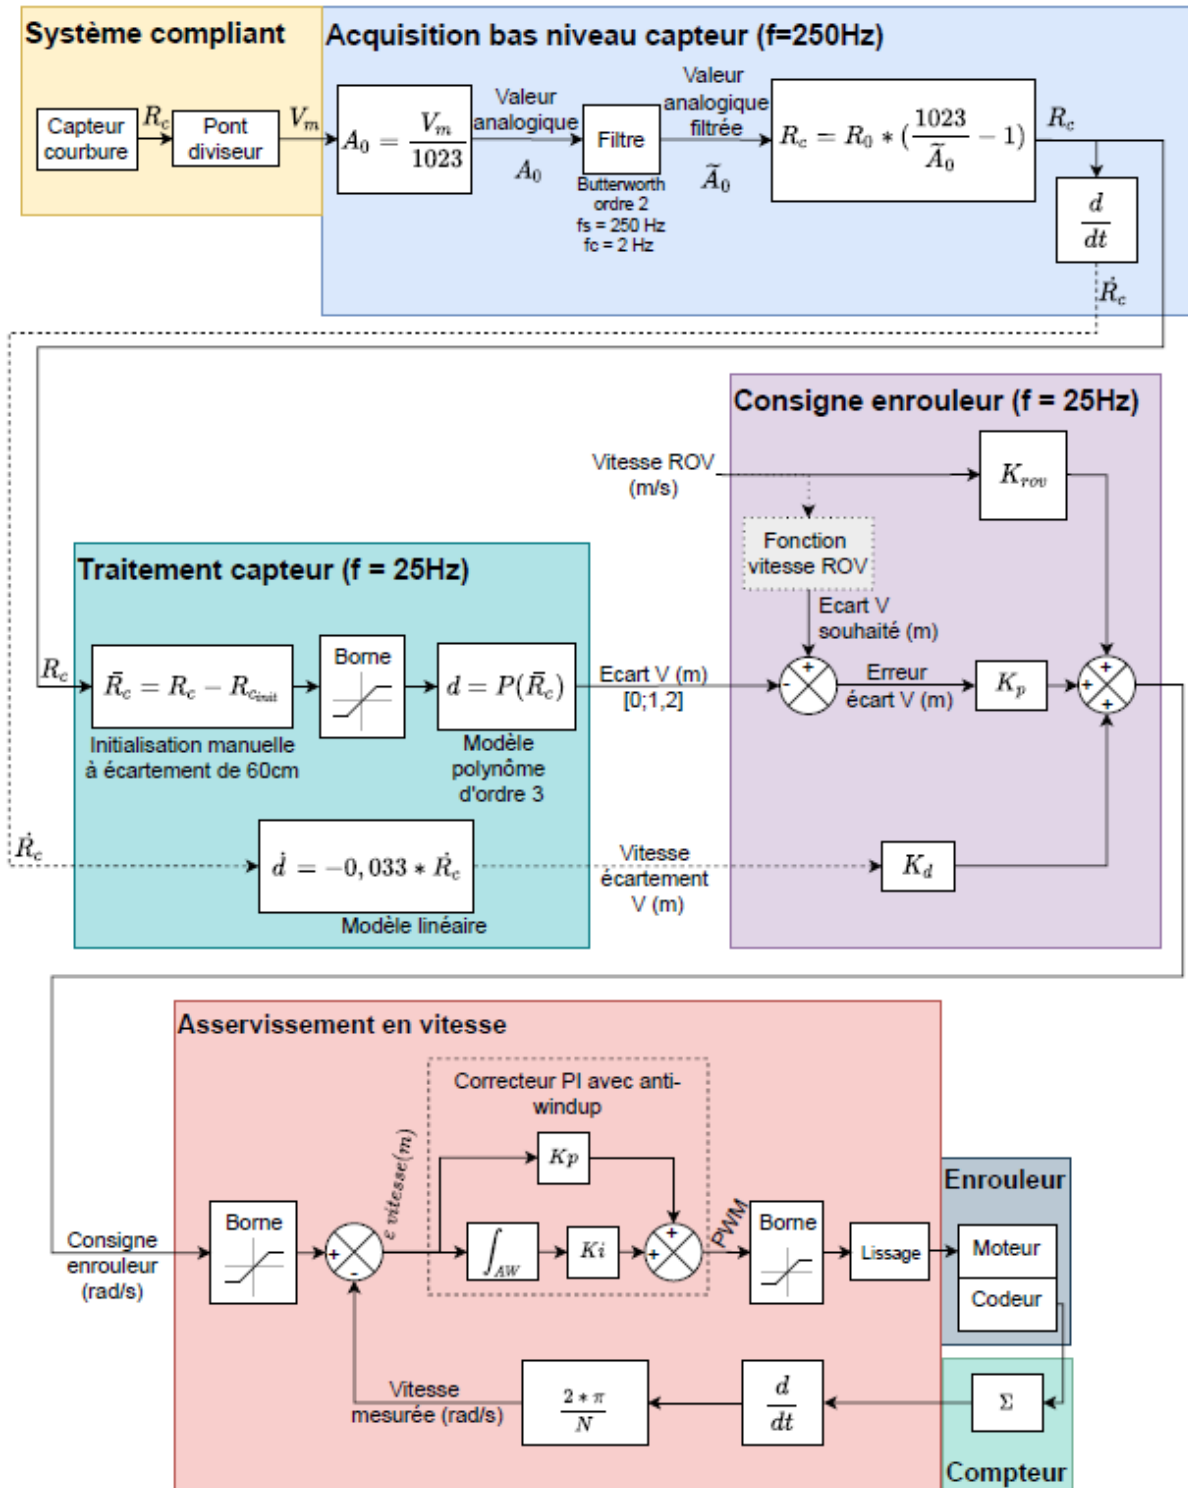 Système compliant
Acquisition bas niveau capteur (f=250Hz)
Capteur
courbure
R_c
Pont
diviseur
V_m
A_0 = V_m / 1023
Valeur
analogique
A_0
Filtre
Butterworth
ordre 2
fs = 250 Hz
fc = 2 Hz
Valeur
analogique
filtrée
Ã_0
R_c = R_0 * (1023 / Ã_0 − 1)
R_c
d/dt
Ṙ_c
Consigne enrouleur (f = 25Hz)
Vitesse ROV
(m/s)
K_rov
Fonction
vitesse ROV
Ecart V
souhaité (m)
+
-
Erreur
écart V (m)
K_p
+
+
+
K_d
Traitement capteur (f = 25Hz)
R_c
R̄_c = R_c − R_{c_init}
Initialisation manuelle
à écartement de 60cm
Borne
d = P(R̄_c)
Modèle
polynôme
d'ordre 3
Ecart V (m)
[0;1,2]
Ṙ_c
ḋ = −0,033 * Ṙ_c
Modèle linéaire
Vitesse
écartement
V (m)
Asservissement en vitesse
Correcteur PI avec anti-
windup
Consigne
enrouleur
(rad/s)
Borne
+
-
ε vitesse(m)
Kp
∫_AW
Ki
+
+
PWM
Borne
Lissage
Enrouleur
Moteur
Codeur
Σ
Compteur
d/dt
2 * π / N
Vitesse
mesurée (rad/s)